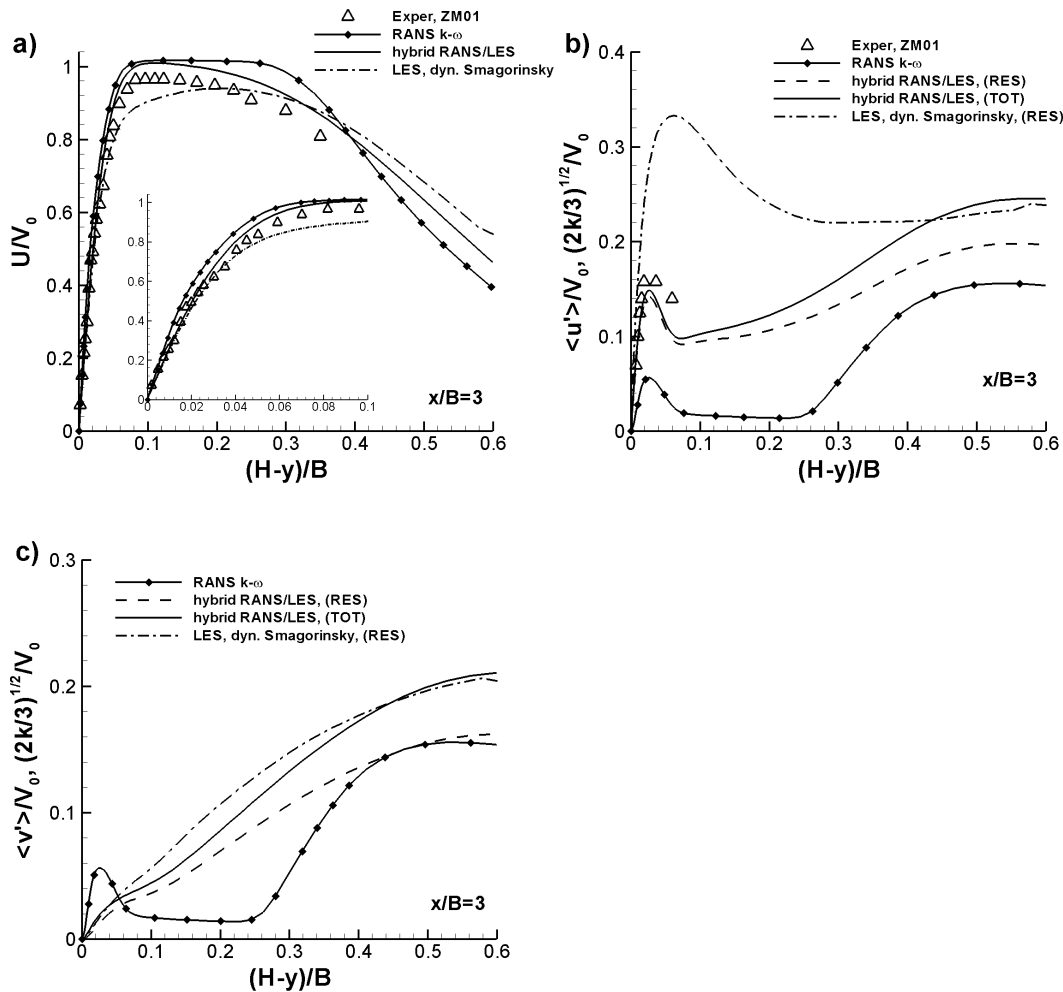 a)
Exper, ZM01
RANS k-ω
hybrid RANS/LES
LES, dyn. Smagorinsky
U/V0
1
0.8
0.6
0.4
0.2
0
1
0.8
0.6
0.4
0.2
0
0 0.02 0.04 0.06 0.08 0.1
x/B=3
0 0.1 0.2 0.3 0.4 0.5 0.6
(H-y)/B
b)
Exper, ZM01
RANS k-ω
hybrid RANS/LES, (RES)
hybrid RANS/LES, (TOT)
LES, dyn. Smagorinsky, (RES)
<u'>/V0, (2k/3)1/2/V0
0.4
0.3
0.2
0.1
0
x/B=3
0 0.1 0.2 0.3 0.4 0.5 0.6
(H-y)/B
c)
RANS k-ω
hybrid RANS/LES, (RES)
hybrid RANS/LES, (TOT)
LES, dyn. Smagorinsky, (RES)
<v'>/V0, (2k/3)1/2/V0
0.3
0.2
0.1
0
x/B=3
0 0.1 0.2 0.3 0.4 0.5 0.6
(H-y)/B